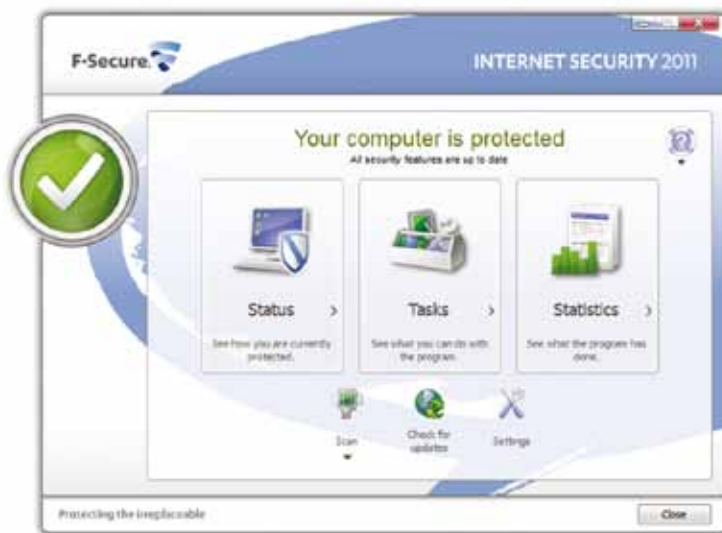 F-Secure.
INTERNET SECURITY 2011
Your computer is protected
All security features are up to date
Status
Tasks
Statistics
See how you are currently
protected.
See what you can do with
the program.
See what the program has
done.
Scan
Check for
updates
Settings
Protecting the irreplaceable
Close